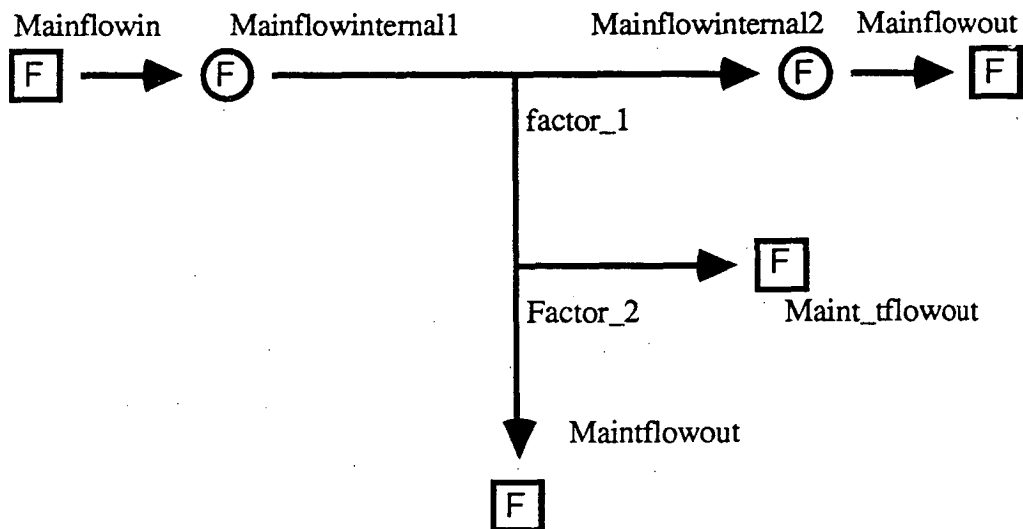 Mainflowin Mainflowinternal1 Mainflowinternal2 Mainflowout
F F F F
factor_1
F
Factor_2 Maint_tflowout
Maintflowout
F